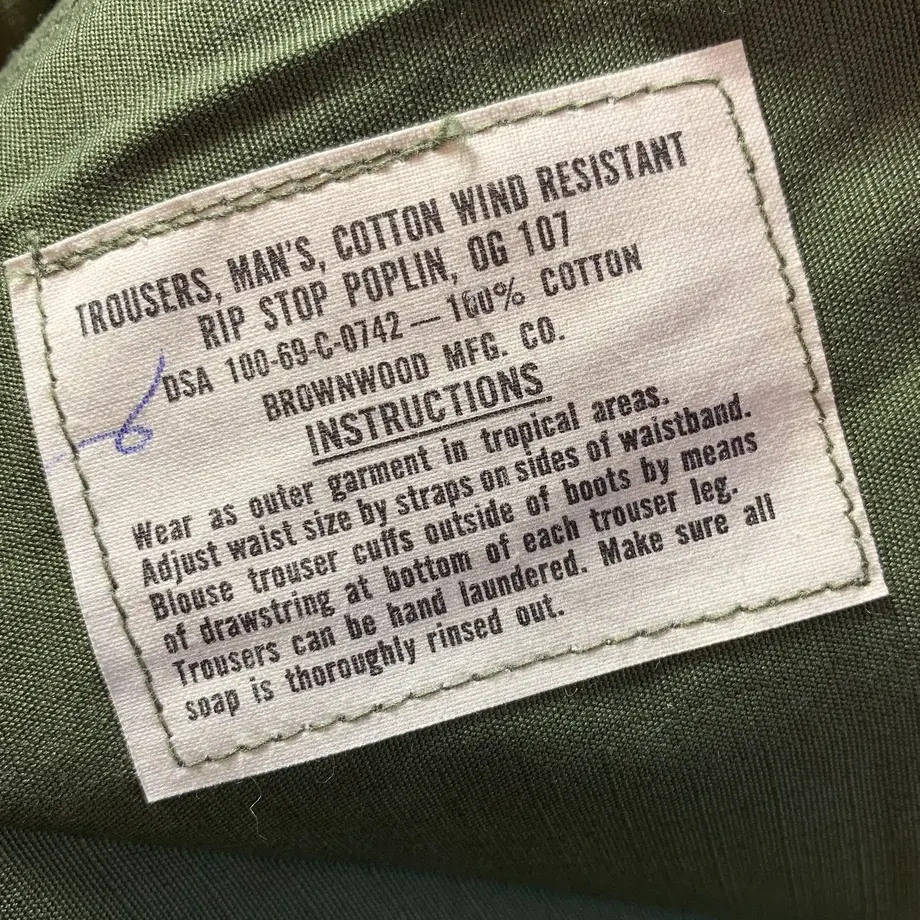 TROUSERS, MAN'S, COTTON WIND RESISTANT
RIP STOP POPLIN, OG 107
DSA 100-69-C-0742 — 100% COTTON
BROWNWOOD MFG. CO.
INSTRUCTIONS
Wear as outer garment in tropical areas.
Adjust waist size by straps on sides of waistband.
Blouse trouser cuffs outside of boots by means
of drawstring at bottom of each trouser leg.
Trousers can be hand laundered. Make sure all
soap is thoroughly rinsed out.